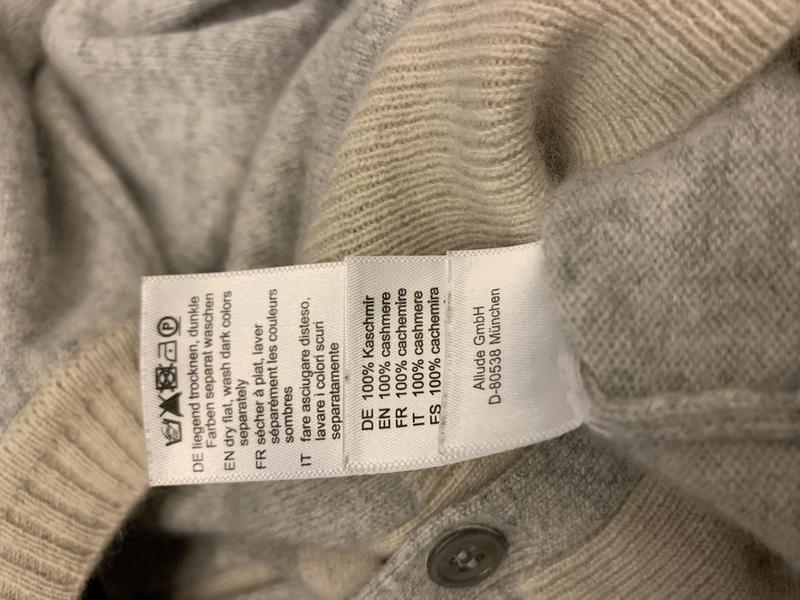 P
DE liegend trocknen, dunkle
Farben separat waschen
EN dry flat, wash dark colors
separately
FR sécher à plat, laver
séparément les couleurs
sombres
IT fare asciugare disteso,
lavare i colori scuri
separatamente
DE 100% Kaschmir
EN 100% cashmere
FR 100% cachemire
IT 100% cashmere
FS 100% cachemira
Allude GmbH
D-80538 München